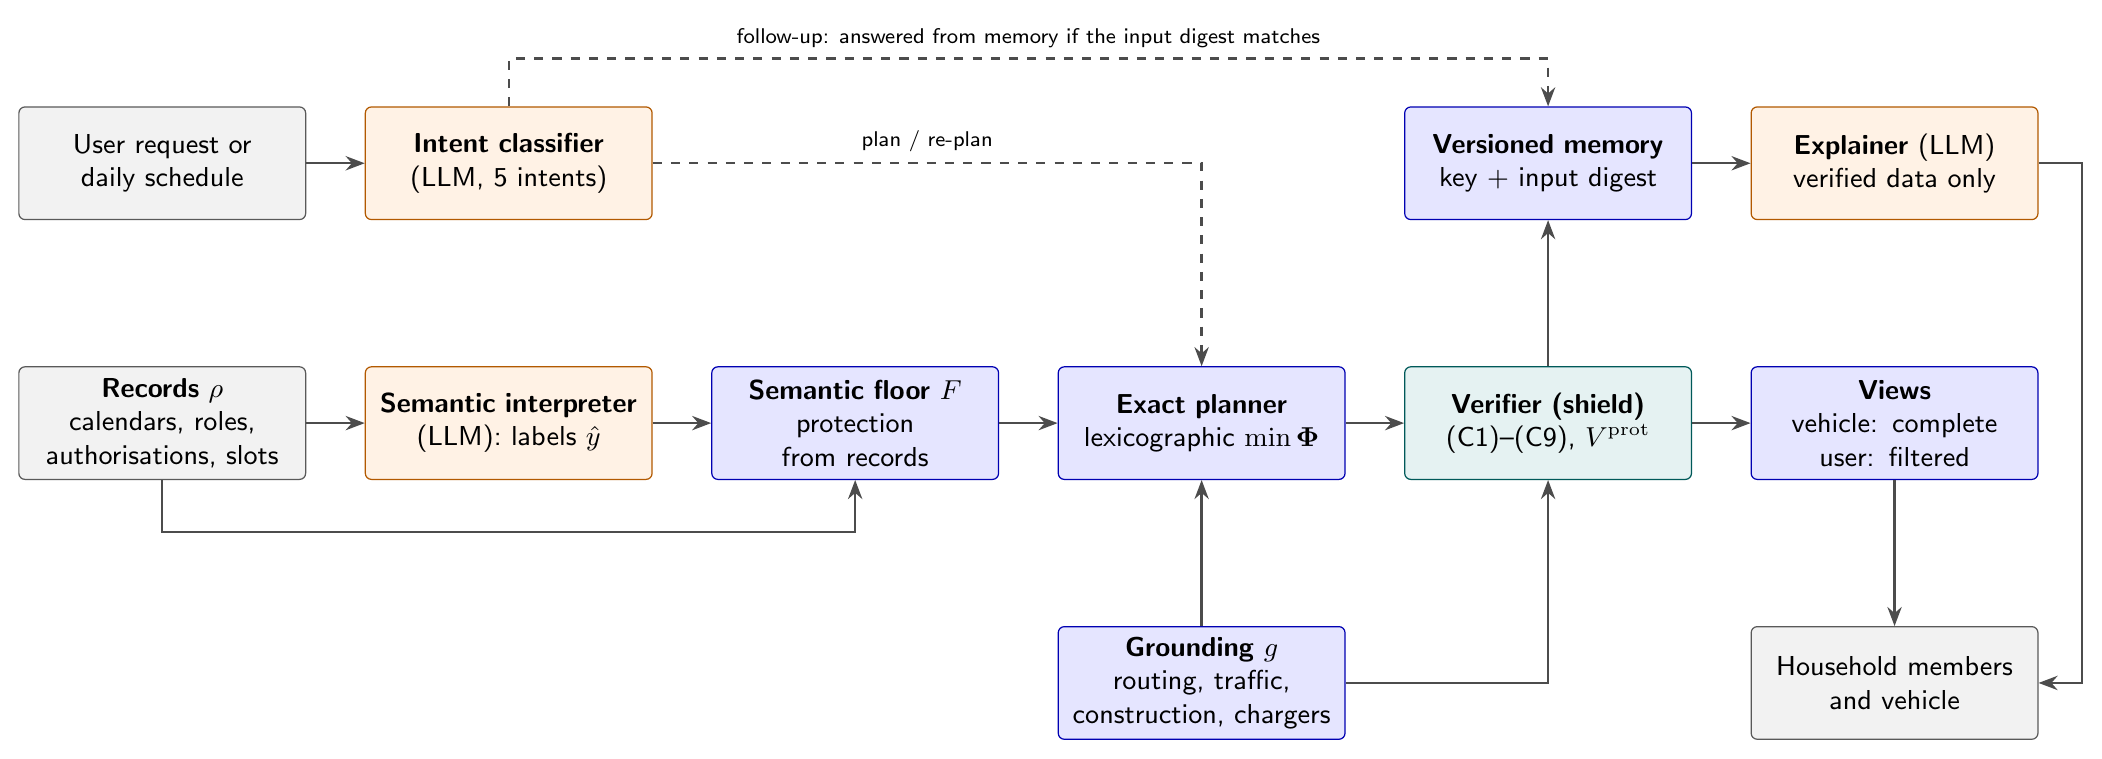 follow-up: answered from memory if the input digest matches
User request or
daily schedule
Intent classifier
(LLM, 5 intents)
plan / re-plan
Versioned memory
key + input digest
Explainer (LLM)
verified data only
Records ρ
calendars, roles,
authorisations, slots
Semantic interpreter
(LLM): labels ŷ
Semantic floor F
protection
from records
Exact planner
lexicographic min Φ
Verifier (shield)
(C1)–(C9), V^prot
Views
vehicle: complete
user: filtered
Grounding g
routing, traffic,
construction, chargers
Household members
and vehicle